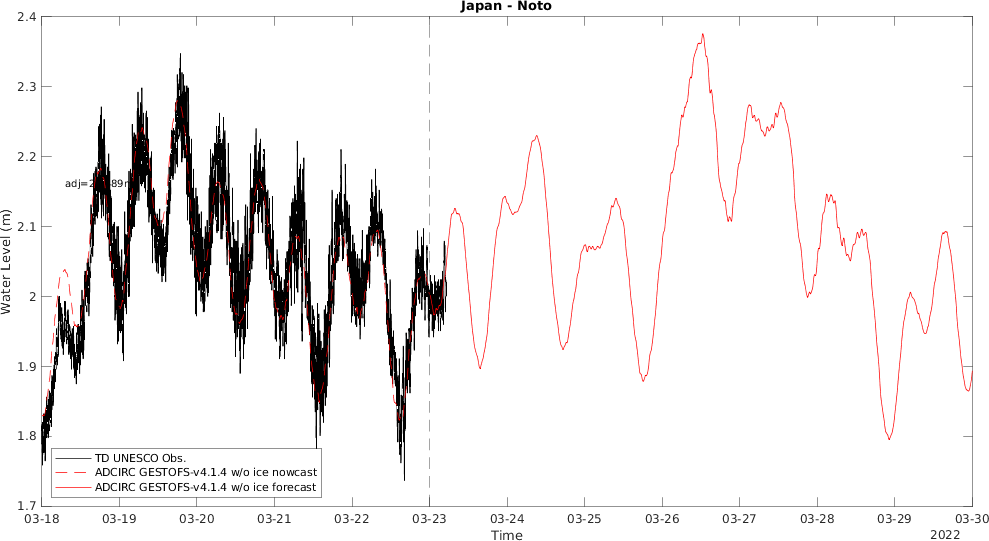 Japan - Noto
2.4
2.3
2.2
2.1
2
1.9
1.8
1.7
Water Level (m)
TD UNESCO Obs.
ADCIRC GESTOFS-v4.1.4 w/o ice nowcast
ADCIRC GESTOFS-v4.1.4 w/o ice forecast
03-18 03-19 03-20 03-21 03-22 03-23 03-24 03-25 03-26 03-27 03-28 03-29 03-30
Time
2022